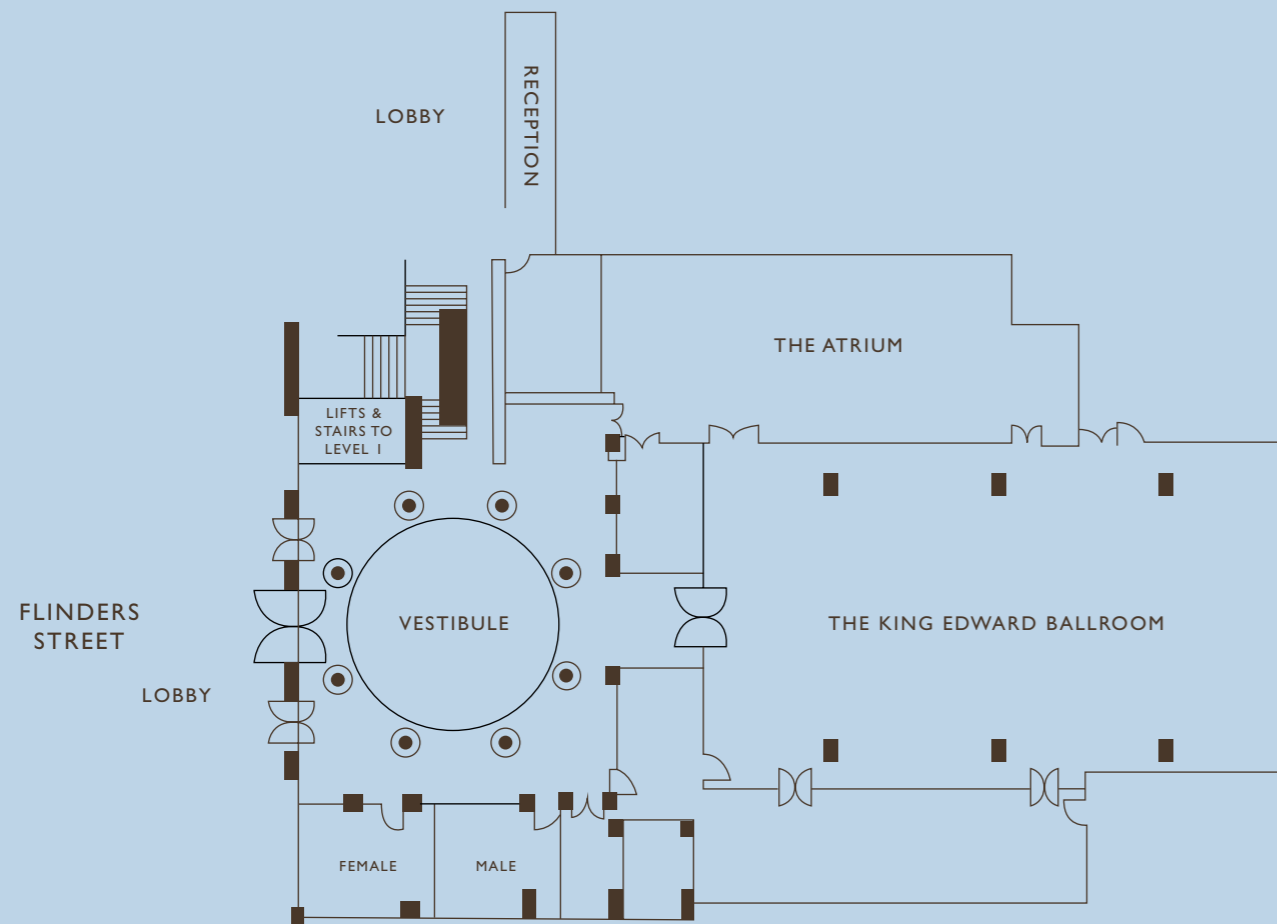 RECEPTION
LOBBY
THE ATRIUM
LIFTS &
STAIRS TO
LEVEL 1
FLINDERS
STREET
VESTIBULE
THE KING EDWARD BALLROOM
LOBBY
FEMALE
MALE